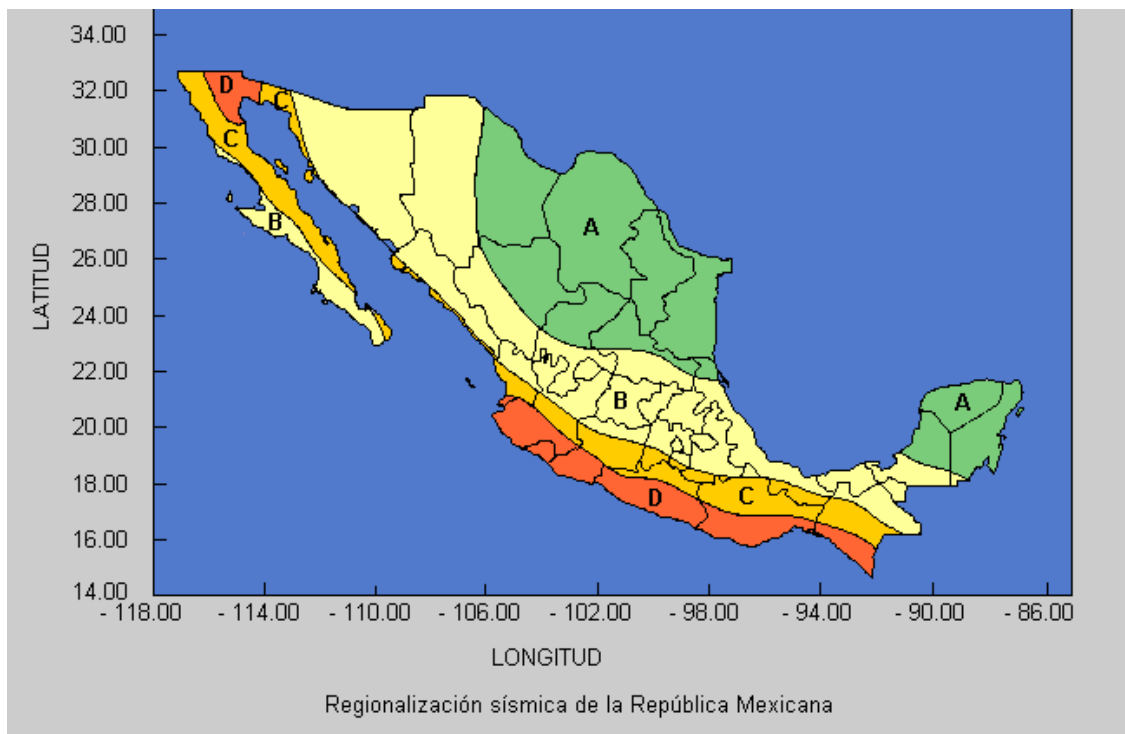 34.00
32.00
30.00
28.00
26.00
24.00
22.00
20.00
18.00
16.00
14.00
LATITUD
D
C
C
B
A
B
A
D
C
- 118.00 - 114.00 - 110.00 - 106.00 - 102.00 - 98.00 - 94.00 - 90.00 - 86.00
LONGITUD
Regionalización sísmica de la República Mexicana